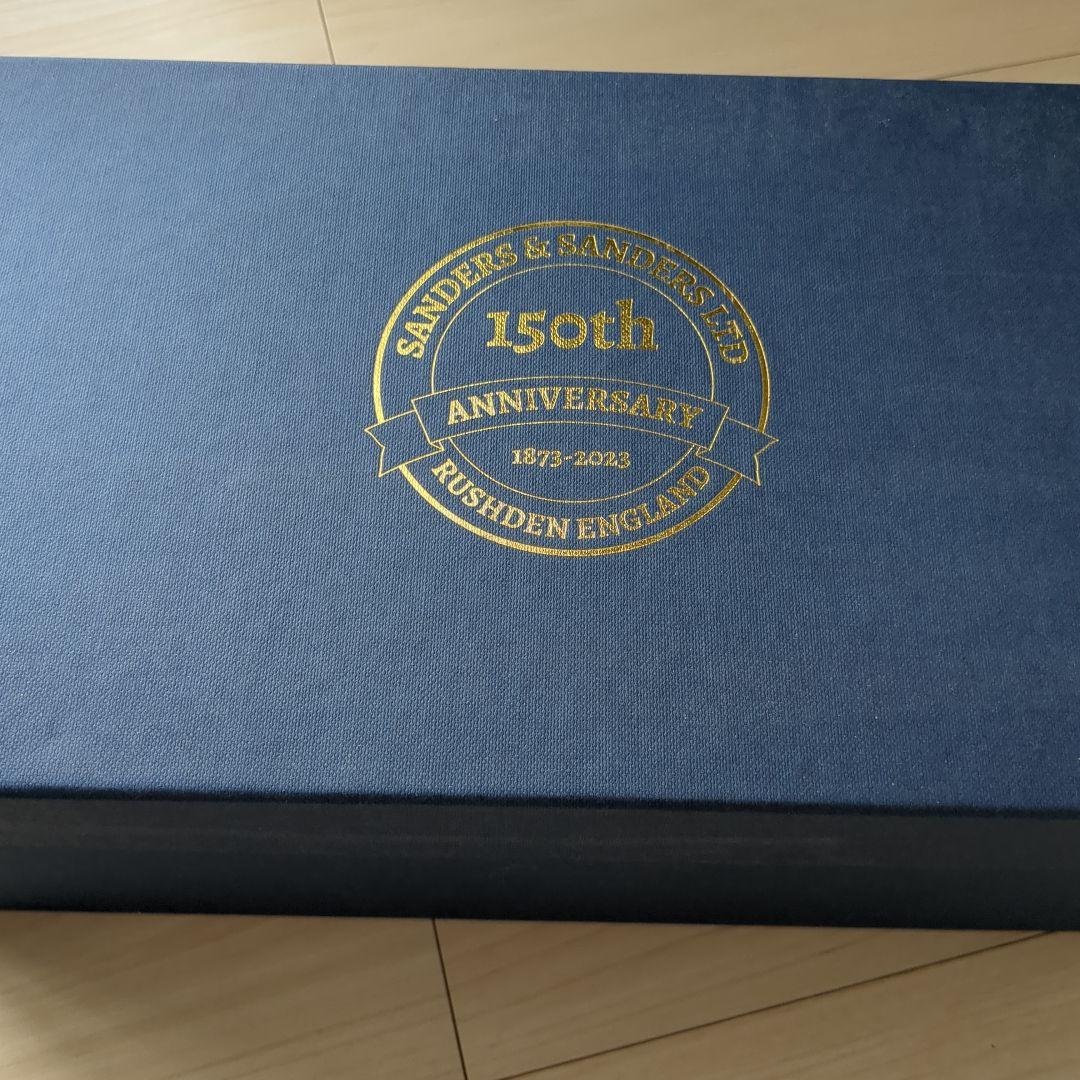 SANDERS & SANDERS LTD
150th
ANNIVERSARY
1873-2023
RUSHDEN ENGLAND